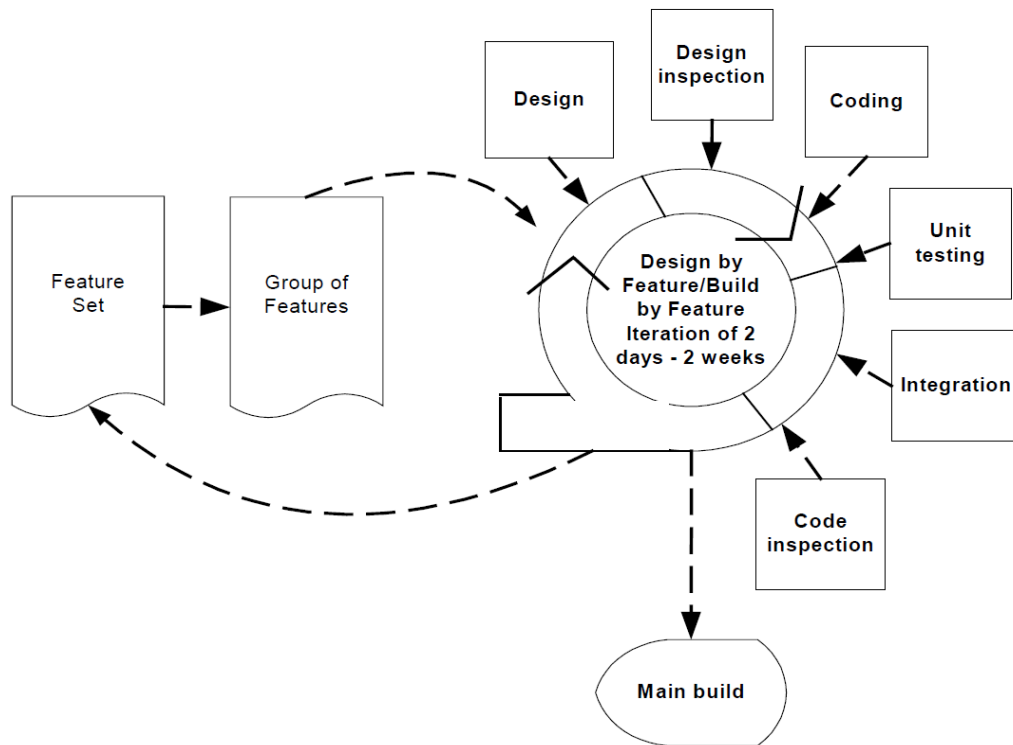 Design
inspection
Design
Coding
Unit
testing
Feature
Set
Group of
Features
Design by
Feature/Build
by Feature
Iteration of 2
days - 2 weeks
Integration
Code
inspection
Main build